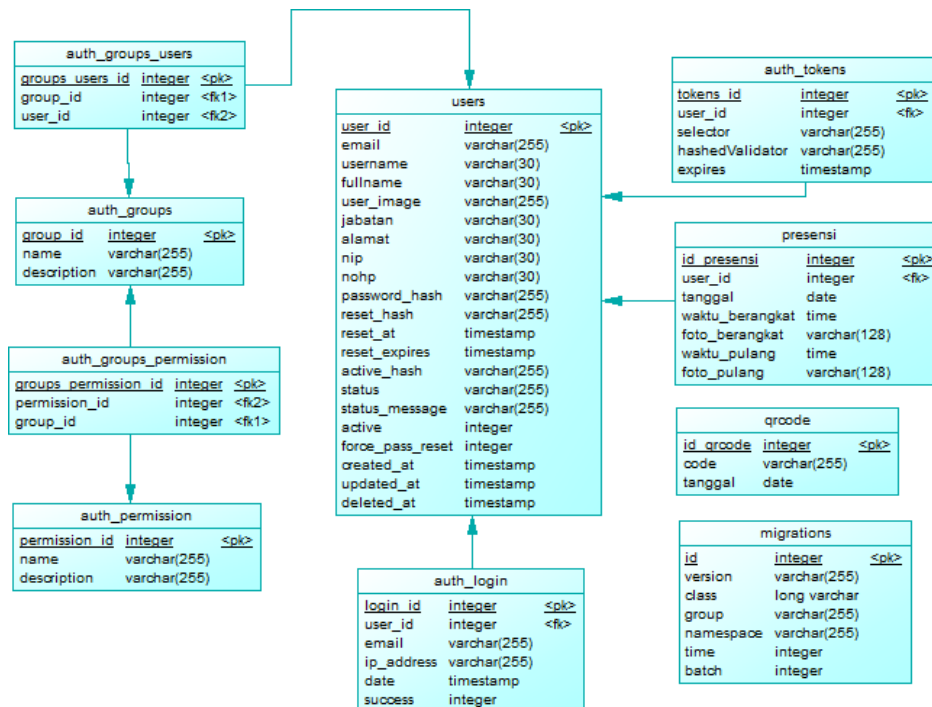 auth_groups_users
groups_users_id integer <pk>
group_id integer <fk1>
user_id integer <fk2>
auth_groups
group_id integer <pk>
name varchar(255)
description varchar(255)
auth_groups_permission
groups_permission_id integer <pk>
permission_id integer <fk2>
group_id integer <fk1>
auth_permission
permission_id integer <pk>
name varchar(255)
description varchar(255)
users
user_id integer <pk>
email varchar(255)
username varchar(30)
fullname varchar(30)
user_image varchar(255)
jabatan varchar(30)
alamat varchar(30)
nip varchar(30)
nohp varchar(30)
password_hash varchar(255)
reset_hash varchar(255)
reset_at timestamp
reset_expires timestamp
active_hash varchar(255)
status varchar(255)
status_message varchar(255)
active integer
force_pass_reset integer
created_at timestamp
updated_at timestamp
deleted_at timestamp
auth_login
login_id integer <pk>
user_id integer <fk>
email varchar(255)
ip_address varchar(255)
date timestamp
success integer
auth_tokens
tokens_id integer <pk>
user_id integer <fk>
selector varchar(255)
hashedValidator varchar(255)
expires timestamp
presensi
id_presensi integer <pk>
user_id integer <fk>
tanggal date
waktu_berangkat time
foto_berangkat varchar(128)
waktu_pulang time
foto_pulang varchar(128)
qrcode
id_qrcode integer <pk>
code varchar(255)
tanggal date
migrations
id integer <pk>
version varchar(255)
class long varchar
group varchar(255)
namespace varchar(255)
time integer
batch integer